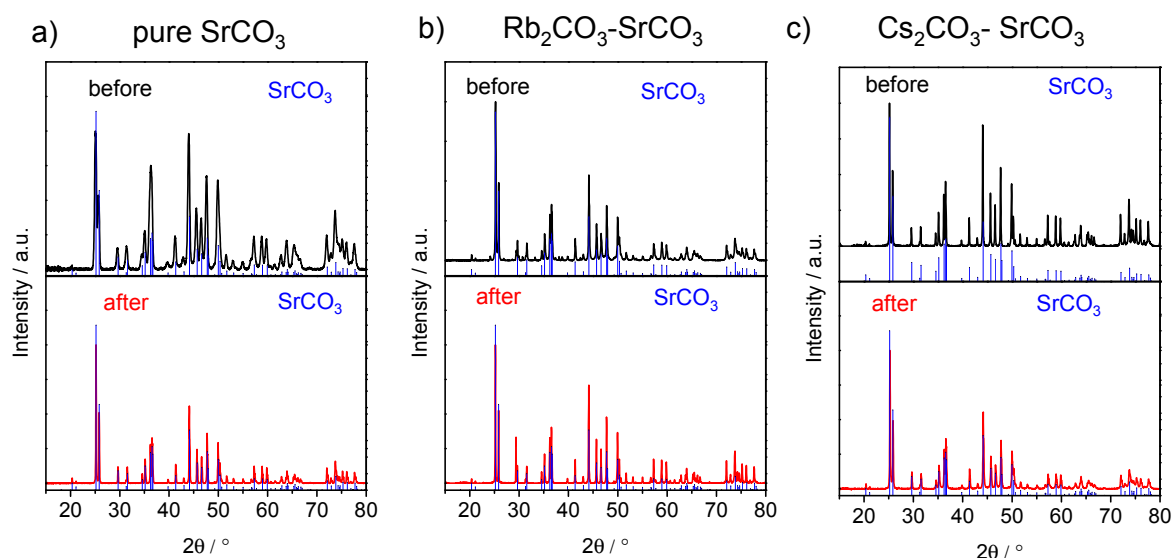 a) pure SrCO₃
before SrCO₃
after SrCO₃
Intensity / a.u.
20 30 40 50 60 70 80
2θ / °
b) Rb₂CO₃-SrCO₃
before SrCO₃
after SrCO₃
Intensity / a.u.
20 30 40 50 60 70 80
2θ / °
c) Cs₂CO₃- SrCO₃
before SrCO₃
after SrCO₃
Intensity / a.u.
20 30 40 50 60 70 80
2θ / °